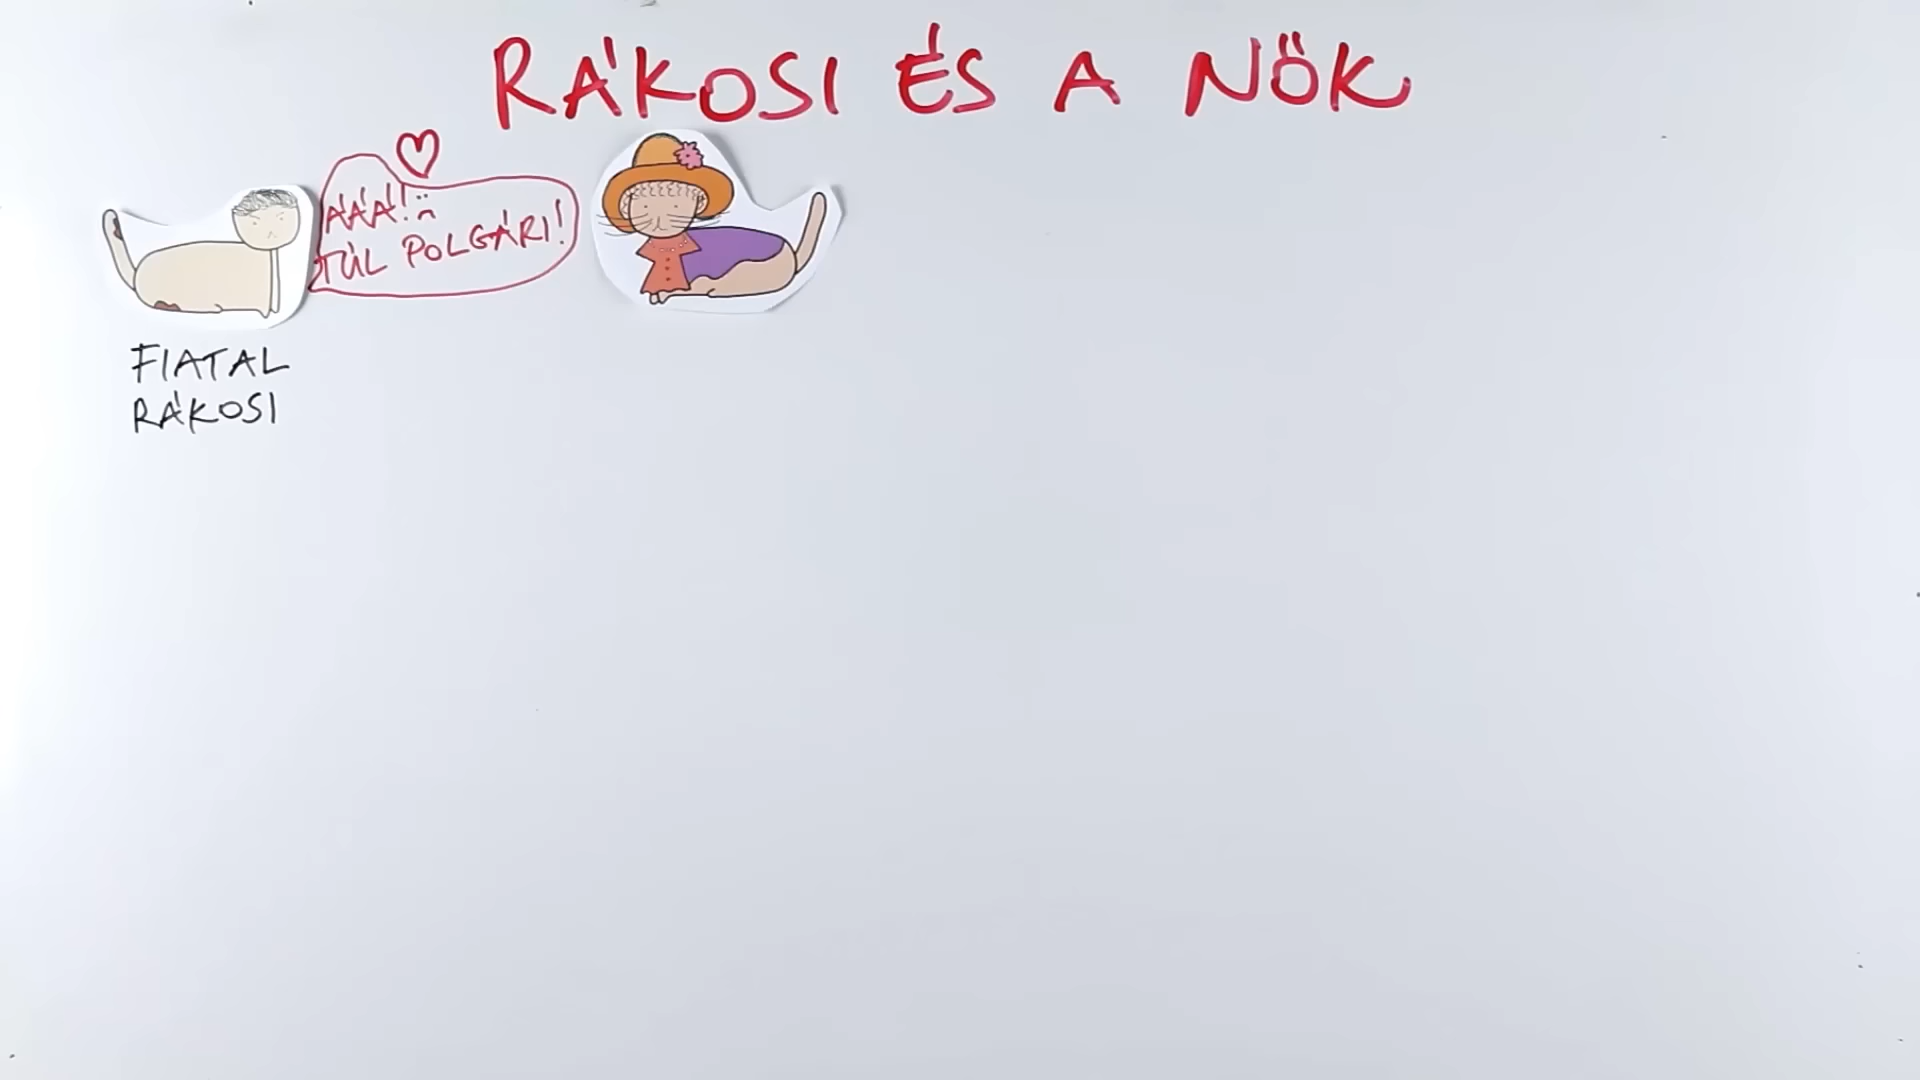 RÁKOSI ÉS A NŐK
ÁÁÁ!
TÚL POLGÁRI!
FIATAL
RÁKOSI